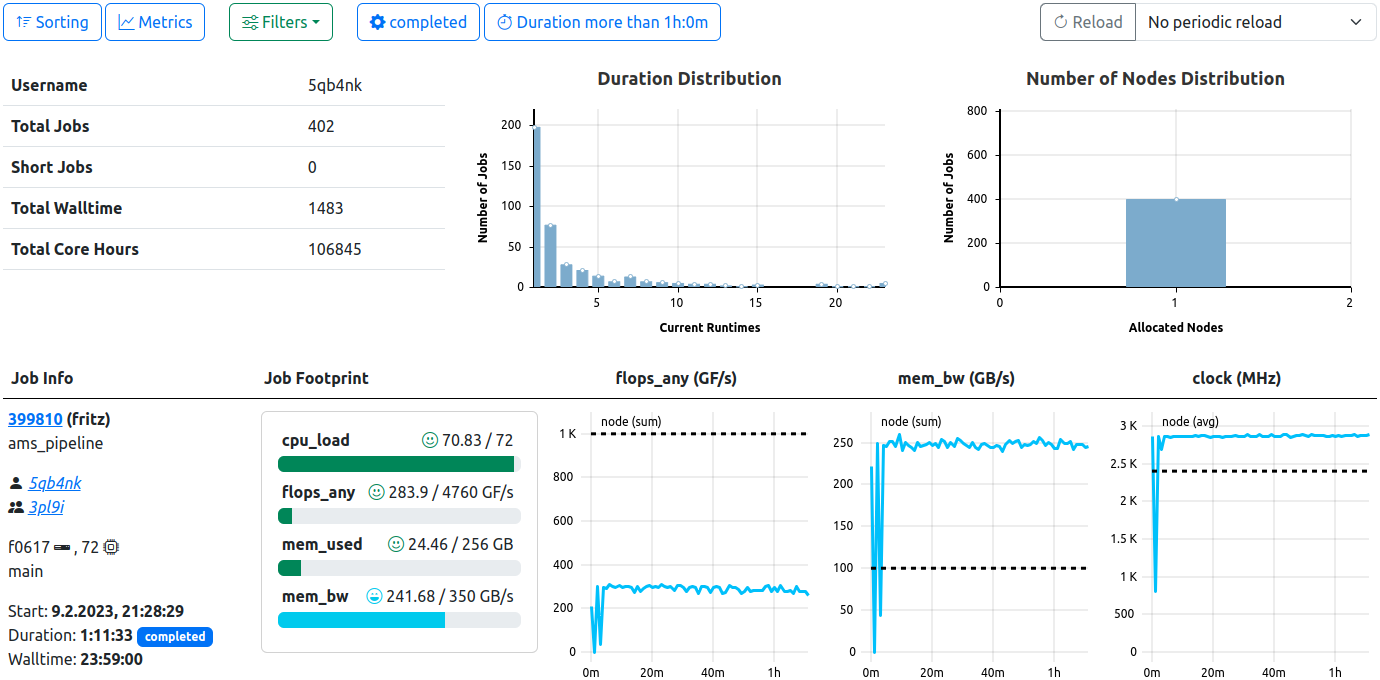 Sorting Metrics Filters completed Duration more than 1h:0m Reload No periodic reload
Username 5qb4nk
Total Jobs 402
Short Jobs 0
Total Walltime 1483
Total Core Hours 106845
Duration Distribution
Number of Jobs
200
150
100
50
0
5 10 15 20
Current Runtimes
Number of Nodes Distribution
Number of Jobs
800
600
400
200
0
0 1 2
Allocated Nodes
Job Info Job Footprint flops_any (GF/s) mem_bw (GB/s) clock (MHz)
399810 (fritz)
ams_pipeline
5qb4nk
3pl9i
f0617 , 72
main
Start: 9.2.2023, 21:28:29
Duration: 1:11:33 completed
Walltime: 23:59:00
cpu_load 70.83 / 72
flops_any 283.9 / 4760 GF/s
mem_used 24.46 / 256 GB
mem_bw 241.68 / 350 GB/s
node (sum)
1 K
800
600
400
200
0
0m 20m 40m 1h
node (sum)
250
200
150
100
50
0
0m 20m 40m 1h
node (avg)
3 K
2.5 K
2 K
1.5 K
1 K
500
0
0m 20m 40m 1h